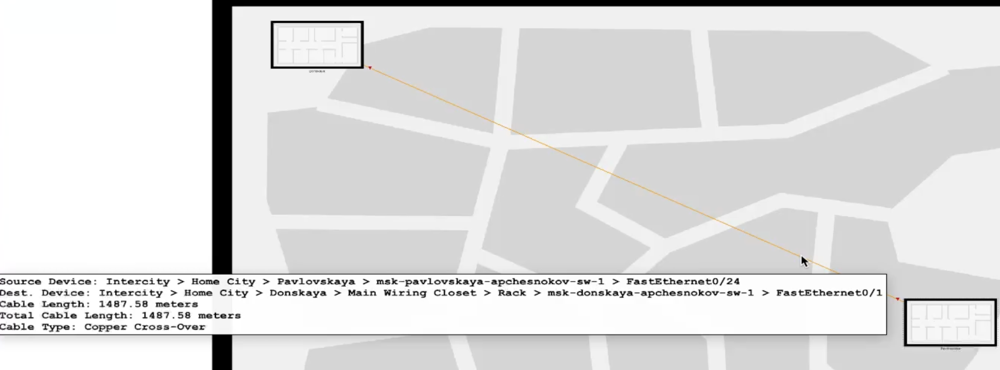 Donskaya
Source Device: Intercity > Home City > Pavlovskaya > msk-pavlovskaya-apchesnokov-sw-1 > FastEthernet0/24
Dest. Device: Intercity > Home City > Donskaya > Main Wiring Closet > Rack > msk-donskaya-apchesnokov-sw-1 > FastEthernet0/1
Cable Length: 1487.58 meters
Total Cable Length: 1487.58 meters
Cable Type: Copper Cross-Over